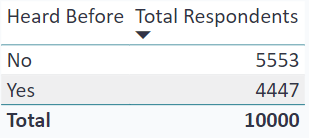 Heard Before Total Respondents
No 5553
Yes 4447
Total 10000